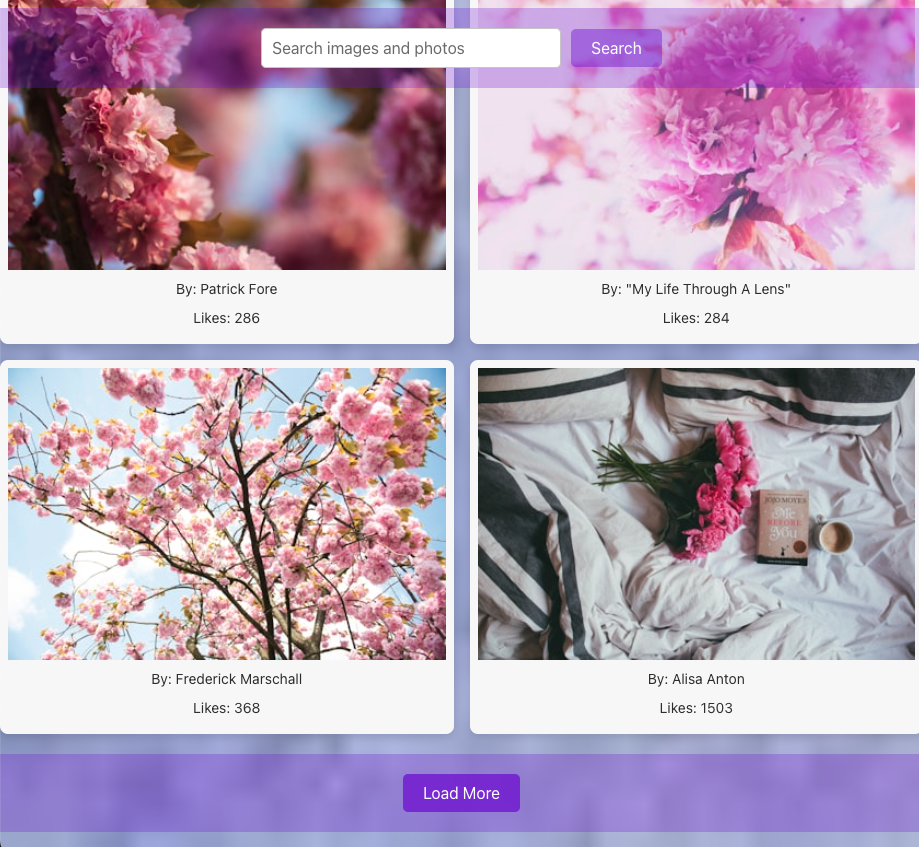 Search images and photos
Search
By: Patrick Fore
Likes: 286
By: "My Life Through A Lens"
Likes: 284
JOJO MOYES
Me
BEFORE
You
By: Frederick Marschall
Likes: 368
By: Alisa Anton
Likes: 1503
Load More